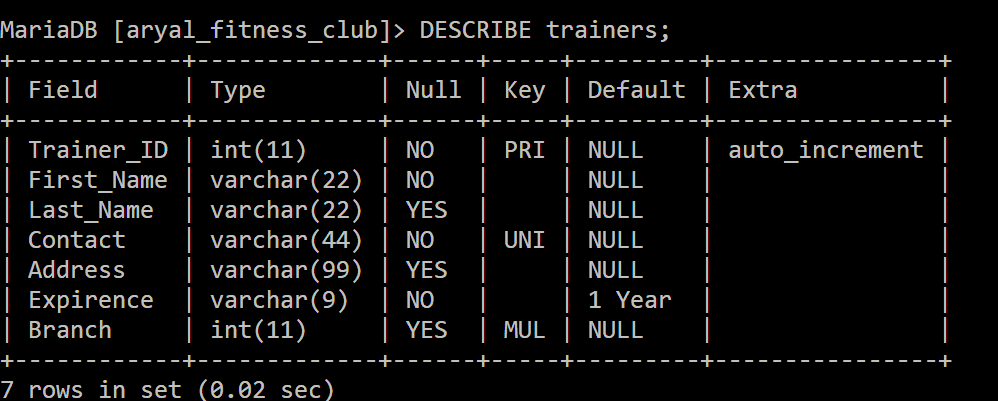 MariaDB [aryal_fitness_club]> DESCRIBE trainers;
+------------+-------------+------+-----+---------+----------------+
| Field      | Type        | Null | Key | Default | Extra          |
+------------+-------------+------+-----+---------+----------------+
| Trainer_ID | int(11)     | NO   | PRI | NULL    | auto_increment |
| First_Name | varchar(22) | NO   |     | NULL    |                |
| Last_Name  | varchar(22) | YES  |     | NULL    |                |
| Contact    | varchar(44) | NO   | UNI | NULL    |                |
| Address    | varchar(99) | YES  |     | NULL    |                |
| Expirence  | varchar(9)  | NO   |     | 1 Year  |                |
| Branch     | int(11)     | YES  | MUL | NULL    |                |
+------------+-------------+------+-----+---------+----------------+
7 rows in set (0.02 sec)